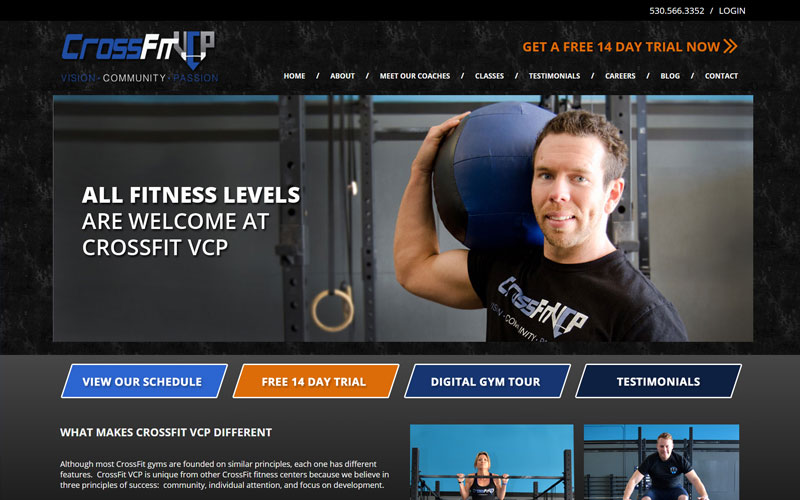 530.566.3352 / LOGIN
CROSSFIT VCP
VISION · COMMUNITY · PASSION
GET A FREE 14 DAY TRIAL NOW
HOME / ABOUT / MEET OUR COACHES / CLASSES / TESTIMONIALS / CAREERS / BLOG / CONTACT
ALL FITNESS LEVELS
ARE WELCOME AT
CROSSFIT VCP
CROSSFIT VCP
VIEW OUR SCHEDULE
FREE 14 DAY TRIAL
DIGITAL GYM TOUR
TESTIMONIALS
WHAT MAKES CROSSFIT VCP DIFFERENT
Although most CrossFit gyms are founded on similar principles, each one has different
features. CrossFit VCP is unique from other CrossFit fitness centers because we believe in
three principles of success: community, individual attention, and focus on development.